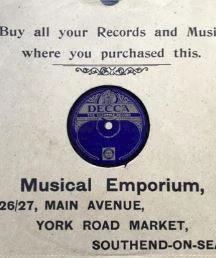 Buy all your Records and Musi
where you purchased this.
DECCA
Musical Emporium,
26/27, MAIN AVENUE,
YORK ROAD MARKET,
SOUTHEND-ON-SEA